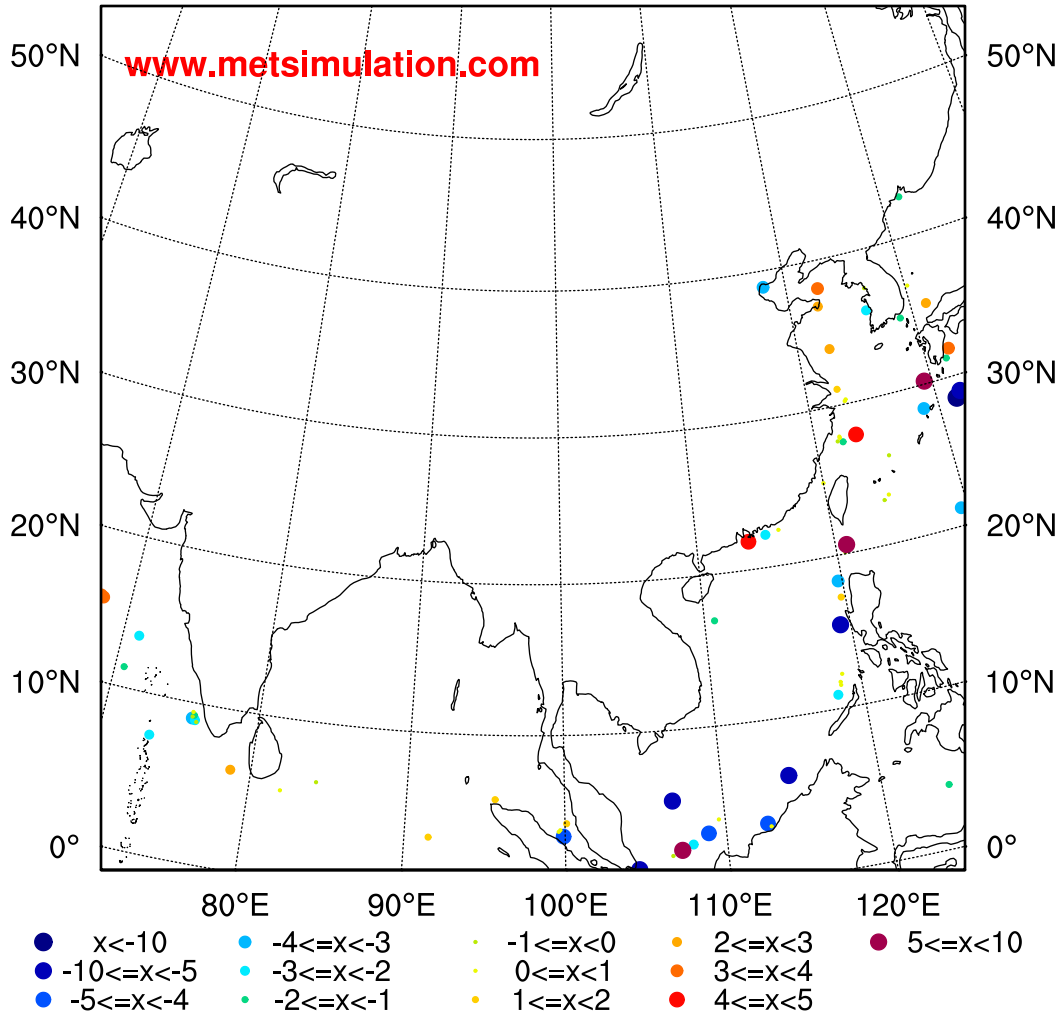 50°N 50°N
www.metsimulation.com
40°N 40°N
30°N 30°N
20°N 20°N
10°N 10°N
0° 0°
80°E 90°E 100°E 110°E 120°E
x<-10 -4<=x<-3 -1<=x<0 2<=x<3 5<=x<10
-10<=x<-5 -3<=x<-2 0<=x<1 3<=x<4
-5<=x<-4 -2<=x<-1 1<=x<2 4<=x<5